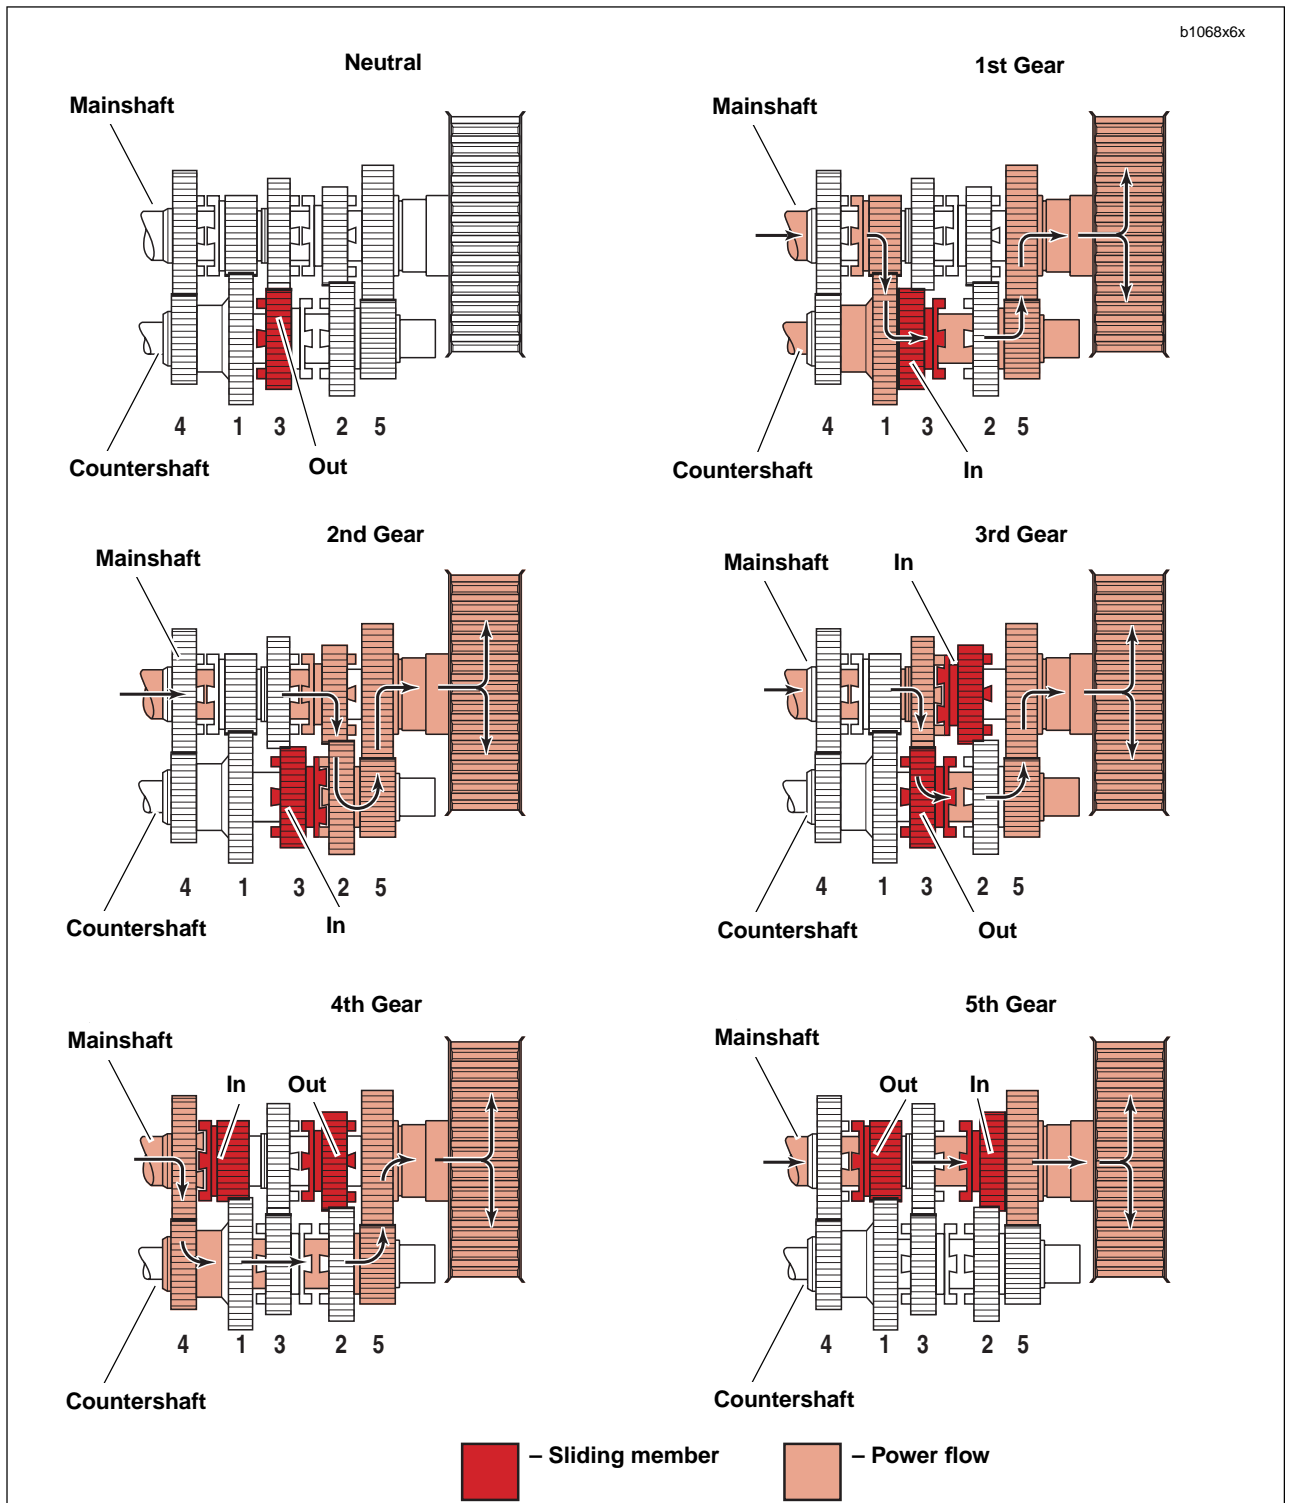 b1068x6x
Neutral
Mainshaft
4 1 3 2 5
Countershaft
Out
1st Gear
Mainshaft
4 1 3 2 5
Countershaft
In
2nd Gear
Mainshaft
4 1 3 2 5
Countershaft
In
3rd Gear
Mainshaft
In
4 1 3 2 5
Countershaft
Out
4th Gear
Mainshaft
In
Out
4 1 3 2 5
Countershaft
5th Gear
Mainshaft
Out
In
4 1 3 2 5
Countershaft
– Sliding member
– Power flow